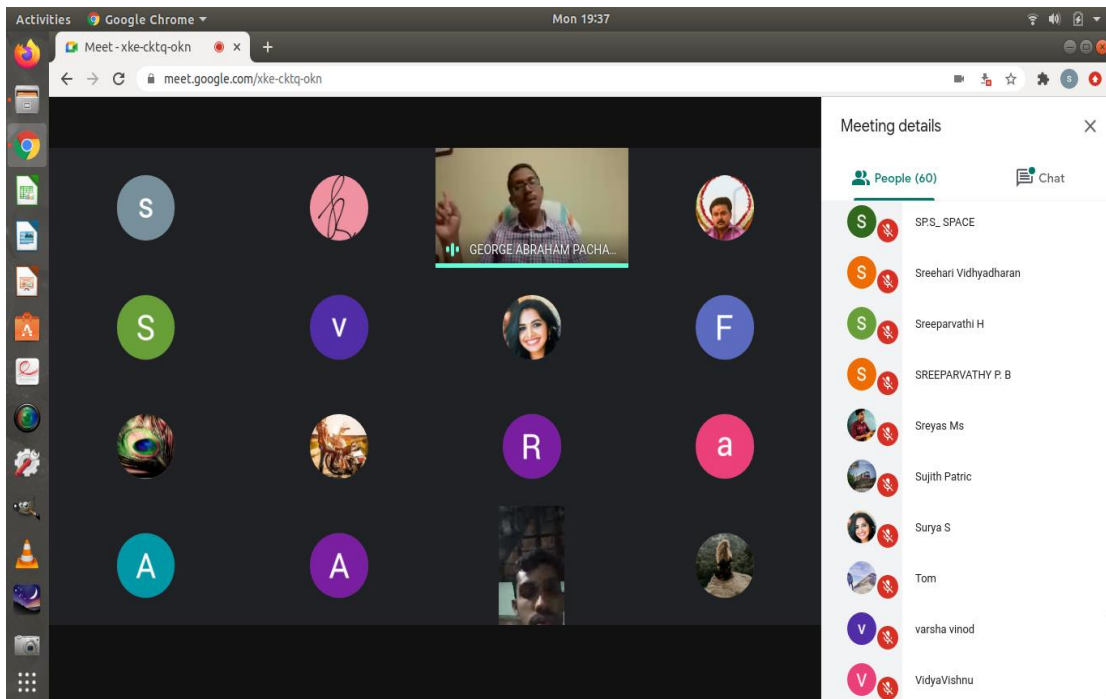 Activities Google Chrome Mon 19:37
Meet - xke-cktq-okn
meet.google.com/xke-cktq-okn
S
Meeting details
People (60) Chat
S
GEORGE ABRAHAM PACHA...
S V F
R a
A A
S SP.S_ SPACE
S Sreehari Vidhyadharan
S Sreeparvathi H
S SREEPARVATHY P. B
Sreyas Ms
Sujith Patric
Surya S
Tom
v varsha vinod
V VidyaVishnu